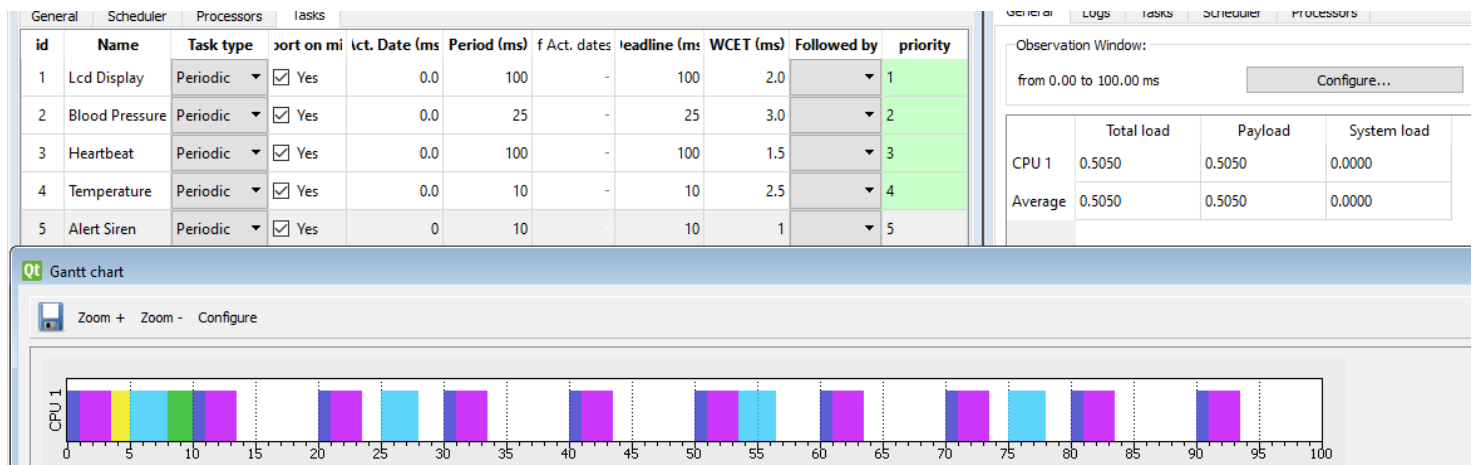 General Scheduler Processors Tasks
id Name Task type ort on mi Act. Date (ms Period (ms) f Act. dates Deadline (ms WCET (ms) Followed by priority
1 Lcd Display Periodic Yes 0.0 100 - 100 2.0 1
2 Blood Pressure Periodic Yes 0.0 25 - 25 3.0 2
3 Heartbeat Periodic Yes 0.0 100 - 100 1.5 3
4 Temperature Periodic Yes 0.0 10 - 10 2.5 4
5 Alert Siren Periodic Yes 0 10 10 1 5
General Logs Tasks Scheduler Processors
Observation Window:
from 0.00 to 100.00 ms Configure...
Total load Payload System load
CPU 1 0.5050 0.5050 0.0000
Average 0.5050 0.5050 0.0000
Qt Gantt chart
Zoom + Zoom - Configure
CPU 1
0 5 10 15 20 25 30 35 40 45 50 55 60 65 70 75 80 85 90 95 100